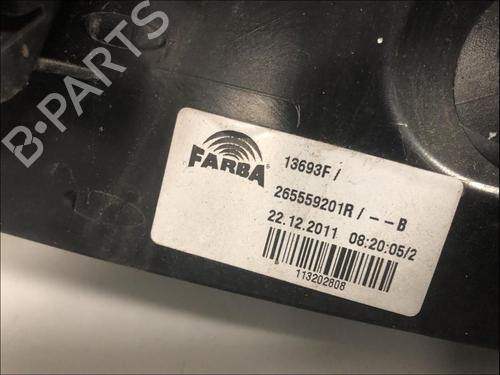 B-PARTS
FARBA
13693F/
265559201R/--B
22.12.2011 08:20:05/2
113202808